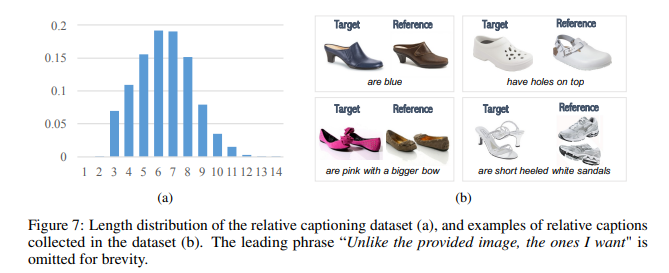 0.2
0.15
0.1
0.05
0
1 2 3 4 5 6 7 8 9 10 11 12 13 14
(a)
Target Reference
are blue
Target Reference
have holes on top
Target Reference
are pink with a bigger bow
Target Reference
are short heeled white sandals
(b)
Figure 7: Length distribution of the relative captioning dataset (a), and examples of relative captions
collected in the dataset (b). The leading phrase “Unlike the provided image, the ones I want" is
omitted for brevity.